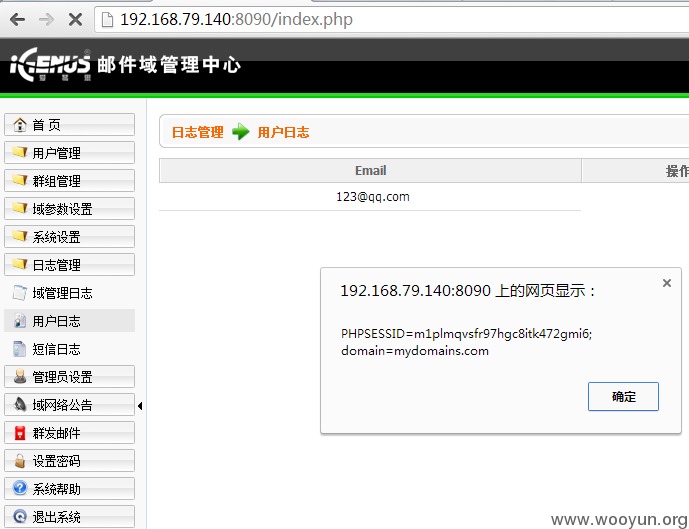 192.168.79.140:8090/index.php
iGENUS 邮件域管理中心
首 页
用户管理
群组管理
域参数设置
系统设置
日志管理
域管理日志
用户日志
短信日志
管理员设置
域网络公告
群发邮件
设置密码
系统帮助
退出系统
日志管理 用户日志
Email 操作
123@qq.com
192.168.79.140:8090 上的网页显示：
PHPSESSID=m1plmqvsfr97hgc8itk472gmi6;
domain=mydomains.com
确定
www.wooyun.org